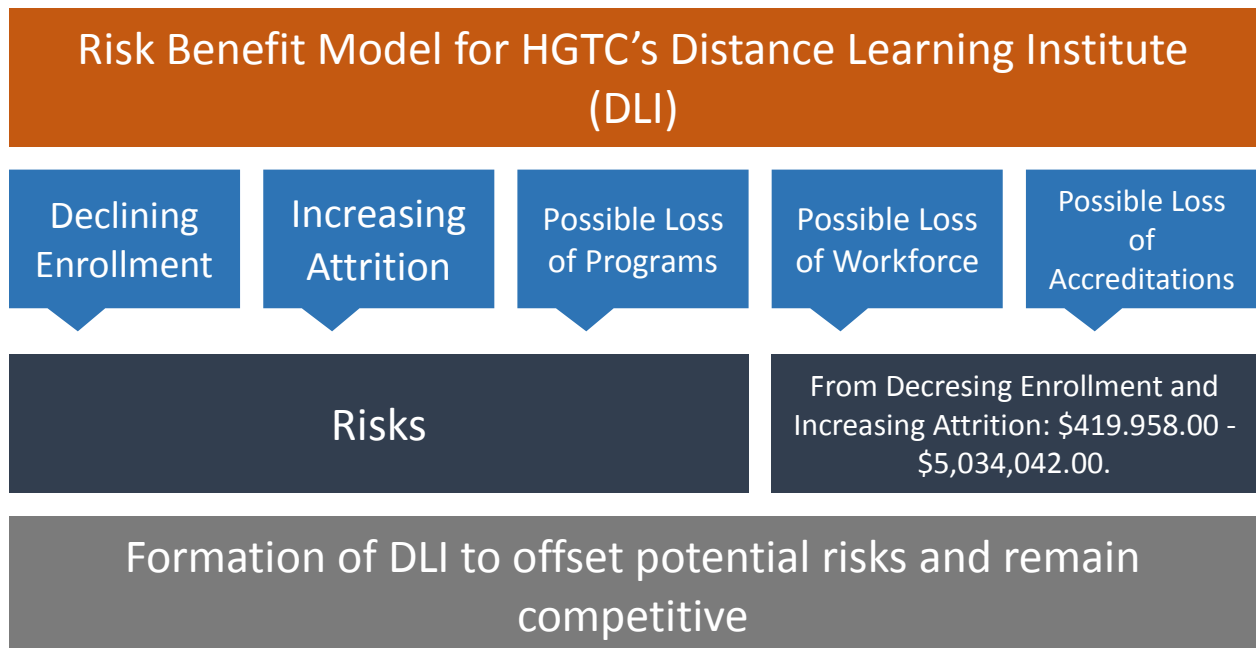 Risk Benefit Model for HGTC’s Distance Learning Institute
(DLI)
Declining
Enrollment
Increasing
Attrition
Possible Loss
of Programs
Possible Loss
of Workforce
Possible Loss
of
Accreditations
Risks
From Decresing Enrollment and
Increasing Attrition: $419.958.00 -
$5,034,042.00.
Formation of DLI to offset potential risks and remain
competitive